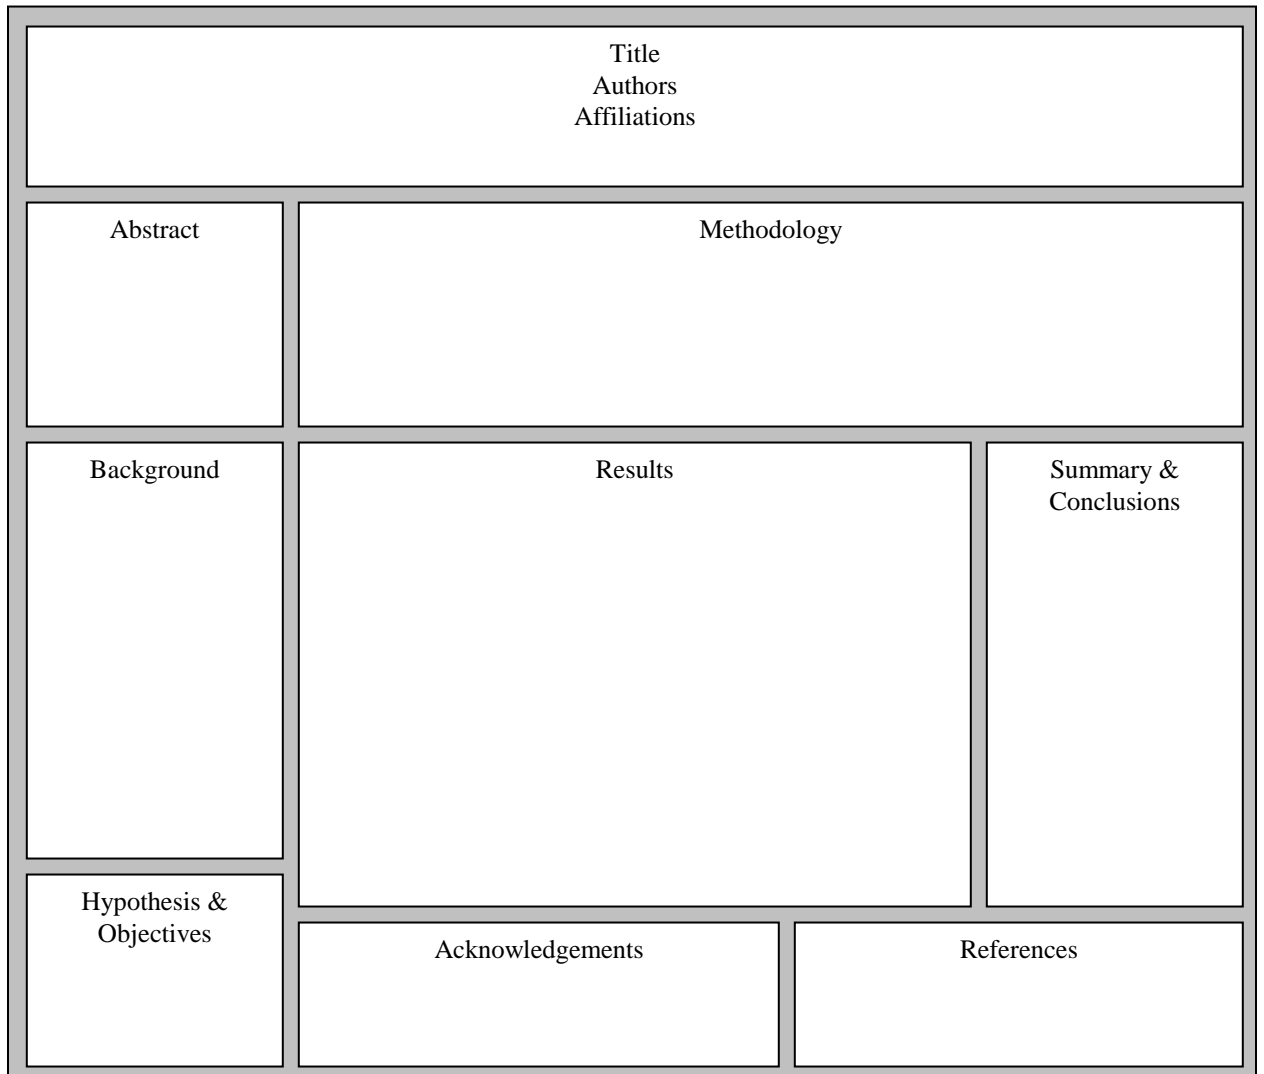 Title
Authors
Affiliations
Abstract
Methodology
Background
Results
Summary &
Conclusions
Hypothesis &
Objectives
Acknowledgements
References